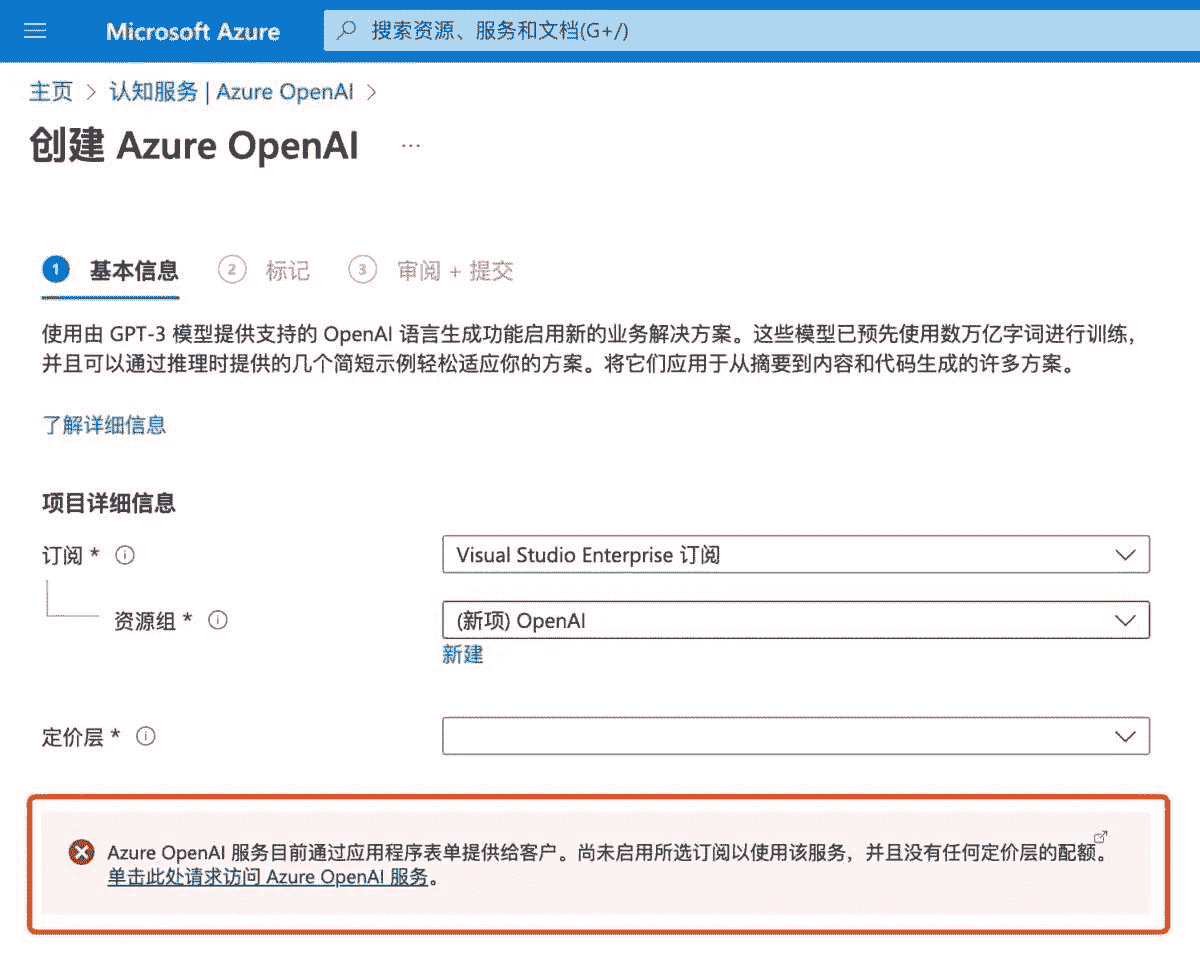 Microsoft Azure
搜索资源、服务和文档(G+/)
主页 > 认知服务 | Azure OpenAI >
创建 Azure OpenAI ...
1 基本信息 2 标记 3 审阅 + 提交
使用由 GPT-3 模型提供支持的 OpenAI 语言生成功能启用新的业务解决方案。这些模型已预先使用数万亿字词进行训练，
并且可以通过推理时提供的几个简短示例轻松适应你的方案。将它们应用于从摘要到内容和代码生成的许多方案。
了解详细信息
项目详细信息
订阅 *
Visual Studio Enterprise 订阅
资源组 *
(新项) OpenAI
新建
定价层 *
Azure OpenAI 服务目前通过应用程序表单提供给客户。尚未启用所选订阅以使用该服务，并且没有任何定价层的配额。
单击此处请求访问 Azure OpenAI 服务。